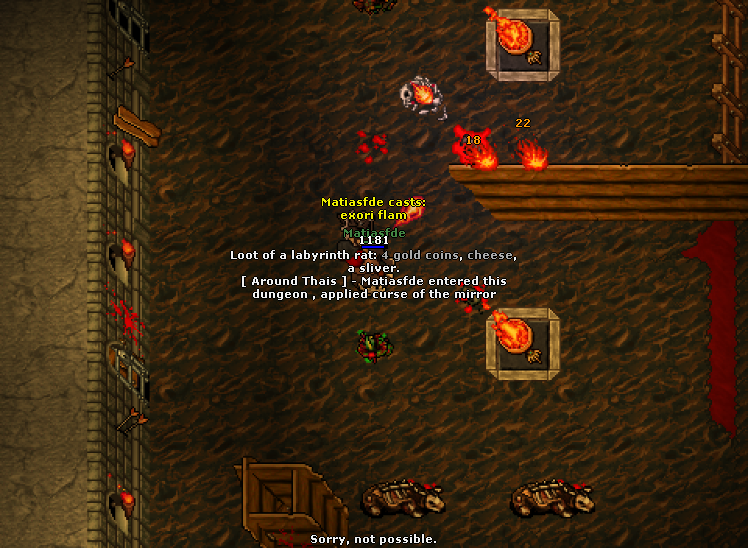 22
18
Matiasfde casts:
exori flam
Matiasfde
1181
Loot of a labyrinth rat: 4 gold coins, cheese,
a sliver.
[ Around Thais ] - Matiasfde entered this
dungeon , applied curse of the mirror
Sorry, not possible.